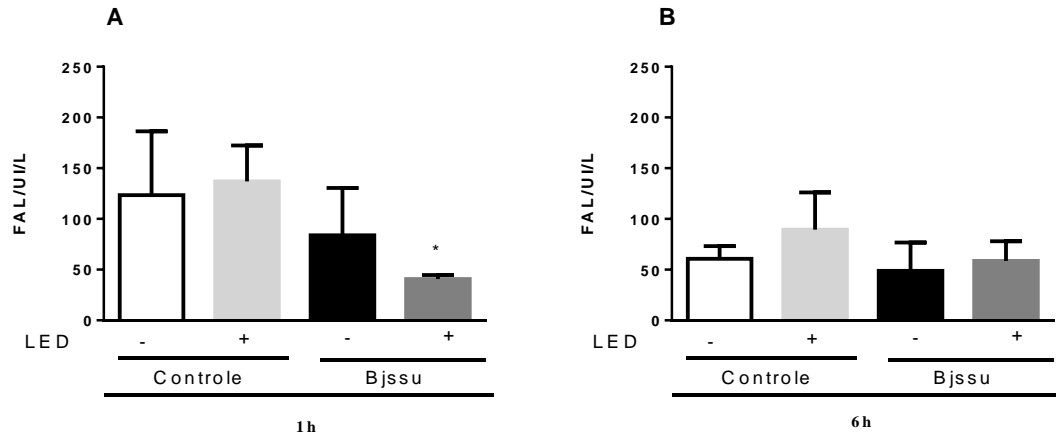 A
FAL/UI/L
250
200
150
100
50
0
*
LED - + - +
Controle Bjssu
1h
B
FAL/UI/L
250
200
150
100
50
0
LED - + - +
Controle Bjssu
6h